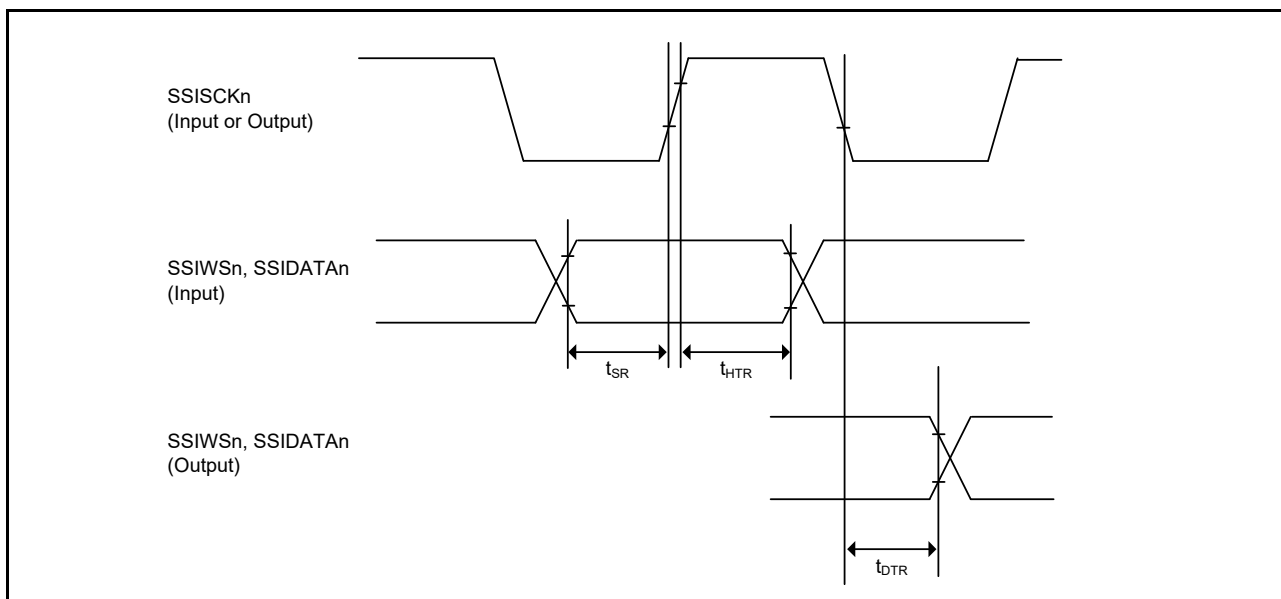 SSISCKn
(Input or Output)
SSIWSn, SSIDATAn
(Input)
tSR
tHTR
SSIWSn, SSIDATAn
(Output)
tDTR